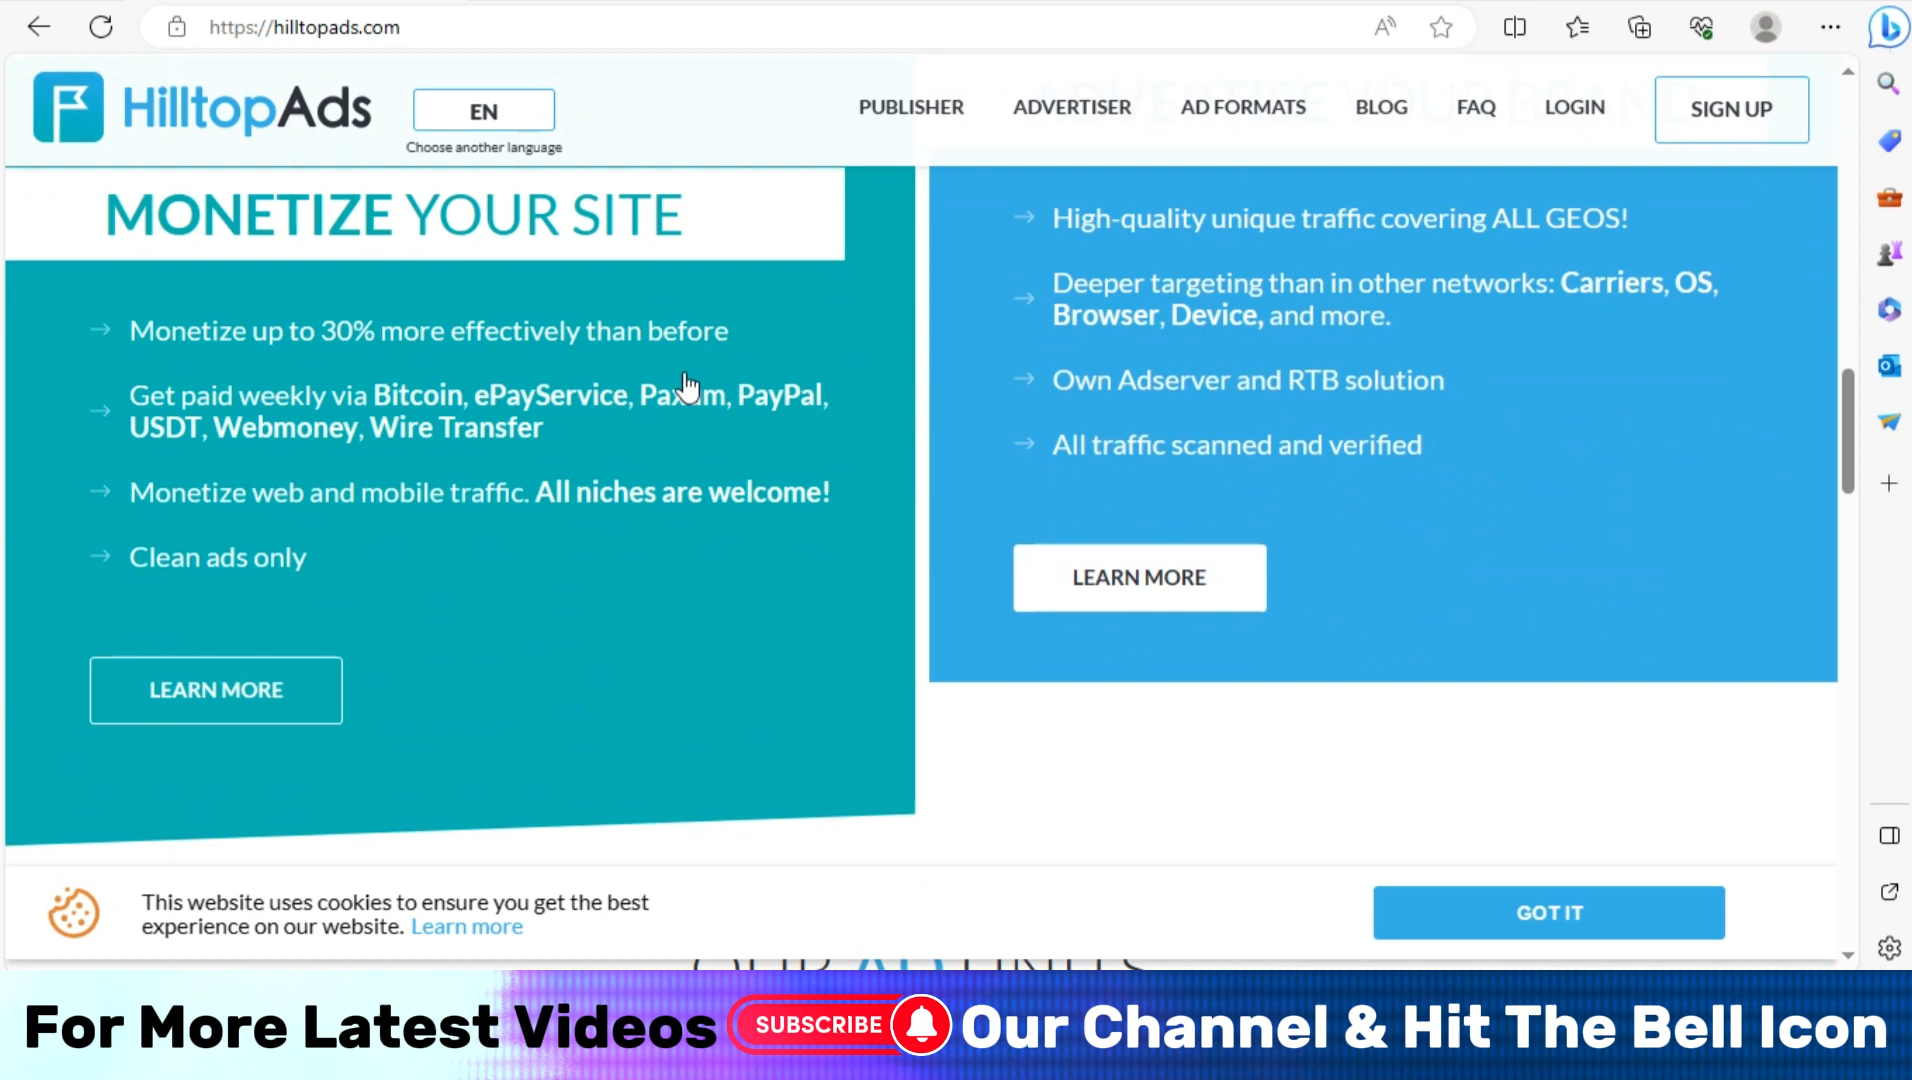 https://hilltopads.com
HilltopAds
EN
Choose another language
PUBLISHER
ADVERTISER
AD FORMATS
BLOG
FAQ
LOGIN
SIGN UP
MONETIZE YOUR SITE
Monetize up to 30% more effectively than before
Get paid weekly via Bitcoin, ePayService, Paxum, PayPal,
USDT, Webmoney, Wire Transfer
Monetize web and mobile traffic. All niches are welcome!
Clean ads only
LEARN MORE
ADVERTISE YOUR BRAND
High-quality unique traffic covering ALL GEOS!
Deeper targeting than in other networks: Carriers, OS,
Browser, Device, and more.
Own Adserver and RTB solution
All traffic scanned and verified
LEARN MORE
This website uses cookies to ensure you get the best
experience on our website. Learn more
GOT IT
For More Latest Videos SUBSCRIBE Our Channel & Hit The Bell Icon